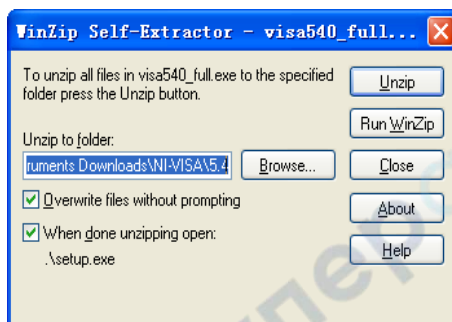 WinZip Self-Extractor - visa540_full...
To unzip all files in visa540_full.exe to the specified
folder press the Unzip button.
Unzip to folder:
ruments Downloads\NI-VISA\5.4
Browse...
Overwrite files without prompting
When done unzipping open:
.\setup.exe
Unzip
Run WinZip
Close
About
Help